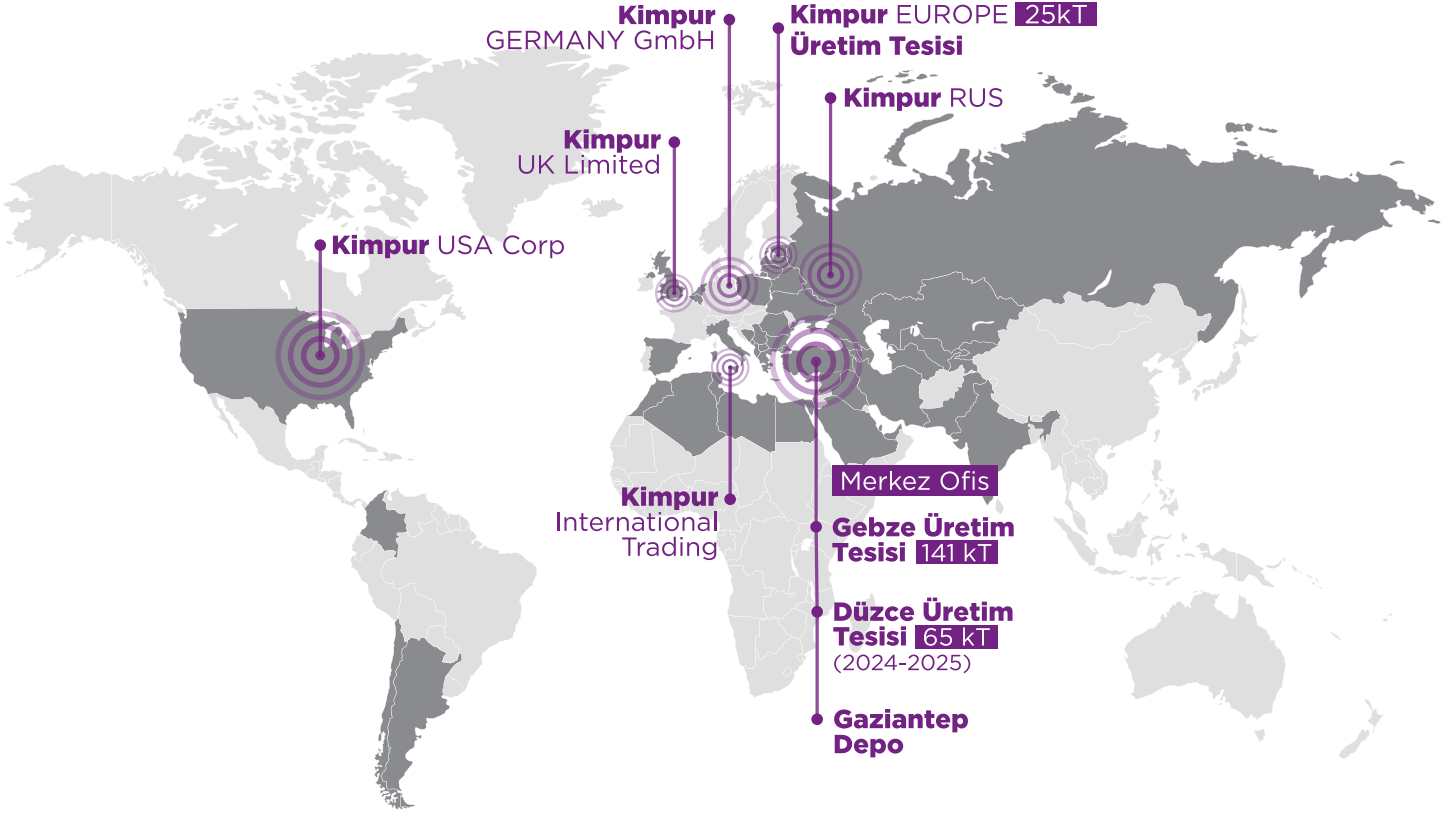 Kimpur
GERMANY GmbH
Kimpur EUROPE 25kT
Üretim Tesisi
Kimpur RUS
Kimpur
UK Limited
Kimpur USA Corp
Merkez Ofis
Kimpur
International
Trading
Gebze Üretim
Tesisi 141 kT
Düzce Üretim
Tesisi 65 kT
(2024-2025)
Gaziantep
Depo